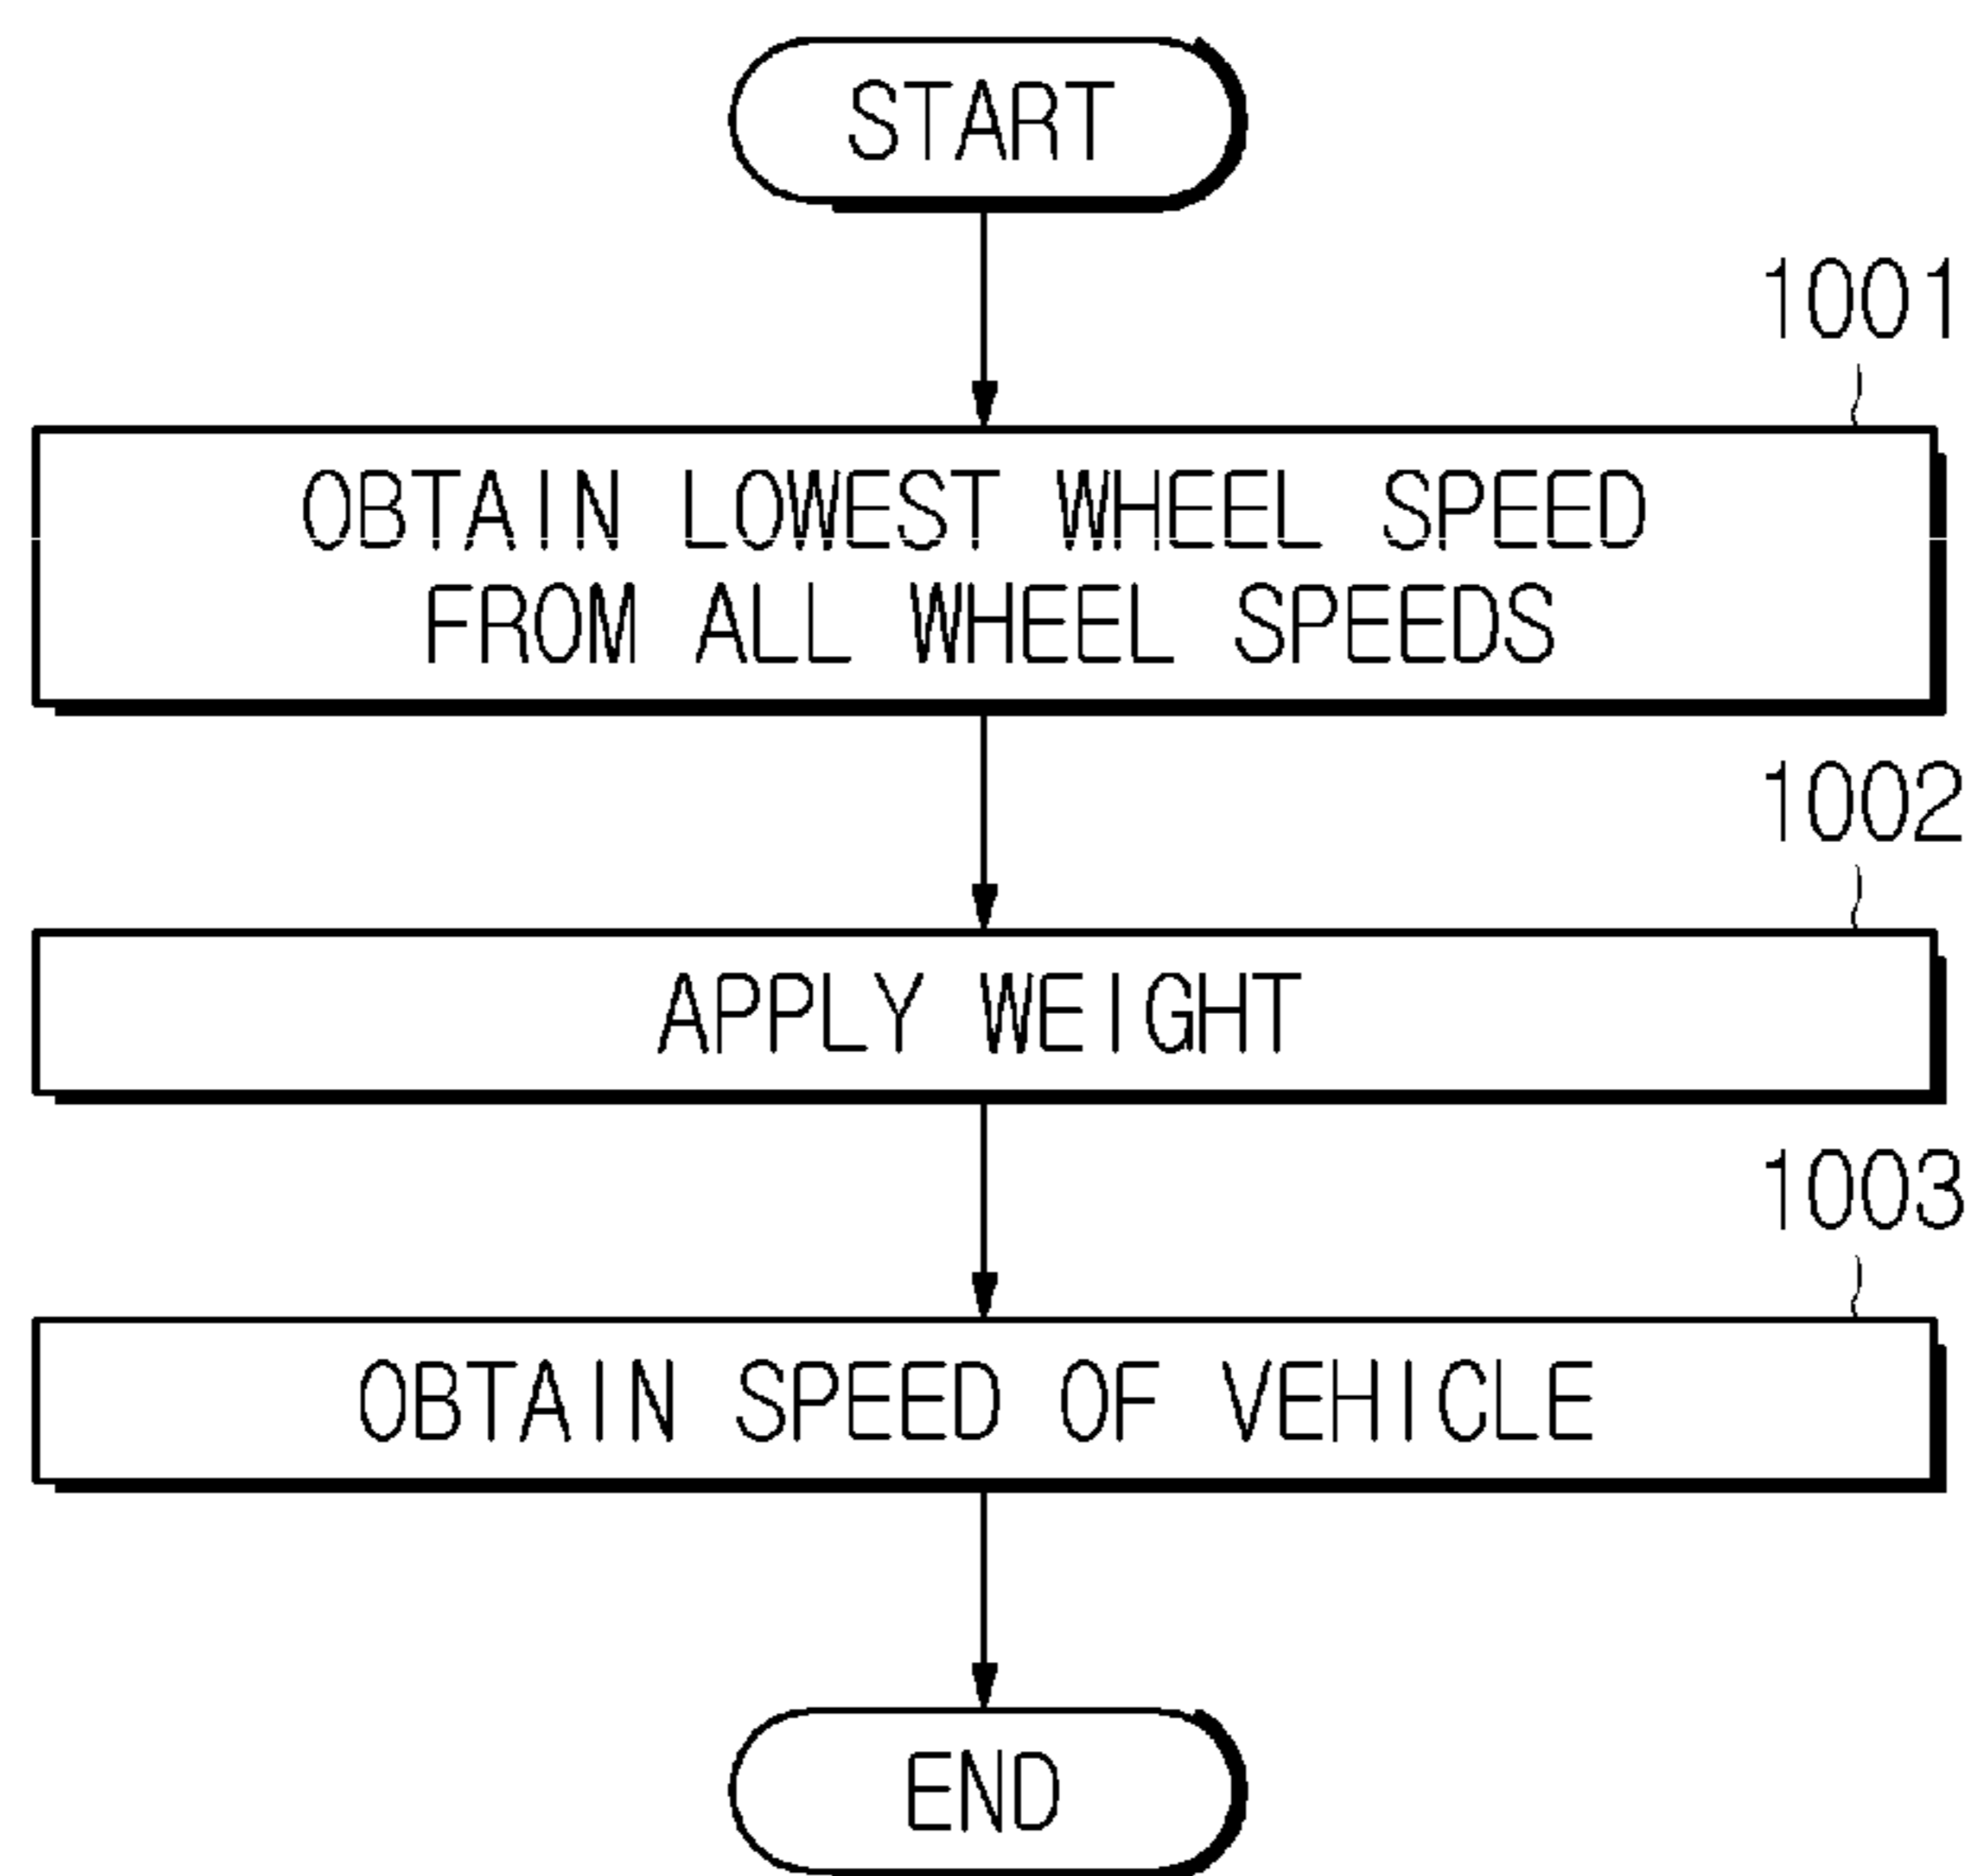 START
1001
OBTAIN LOWEST WHEEL SPEED
FROM ALL WHEEL SPEEDS
1002
APPLY WEIGHT
1003
OBTAIN SPEED OF VEHICLE
END